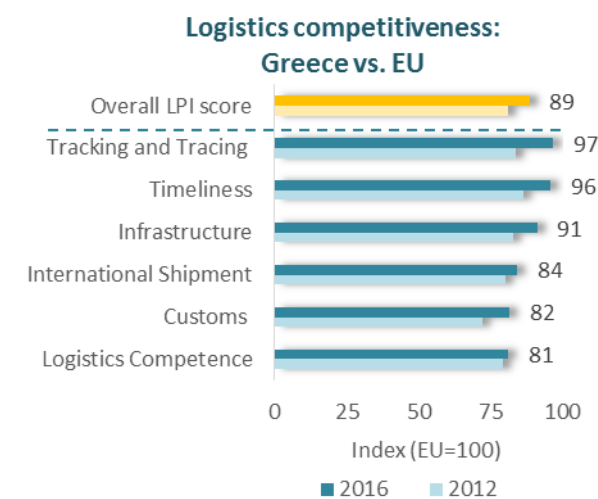 Logistics competitiveness:
Greece vs. EU
Overall LPI score 89
Tracking and Tracing 97
Timeliness 96
Infrastructure 91
International Shipment 84
Customs 82
Logistics Competence 81
0 25 50 75 100
Index (EU=100)
2016 2012